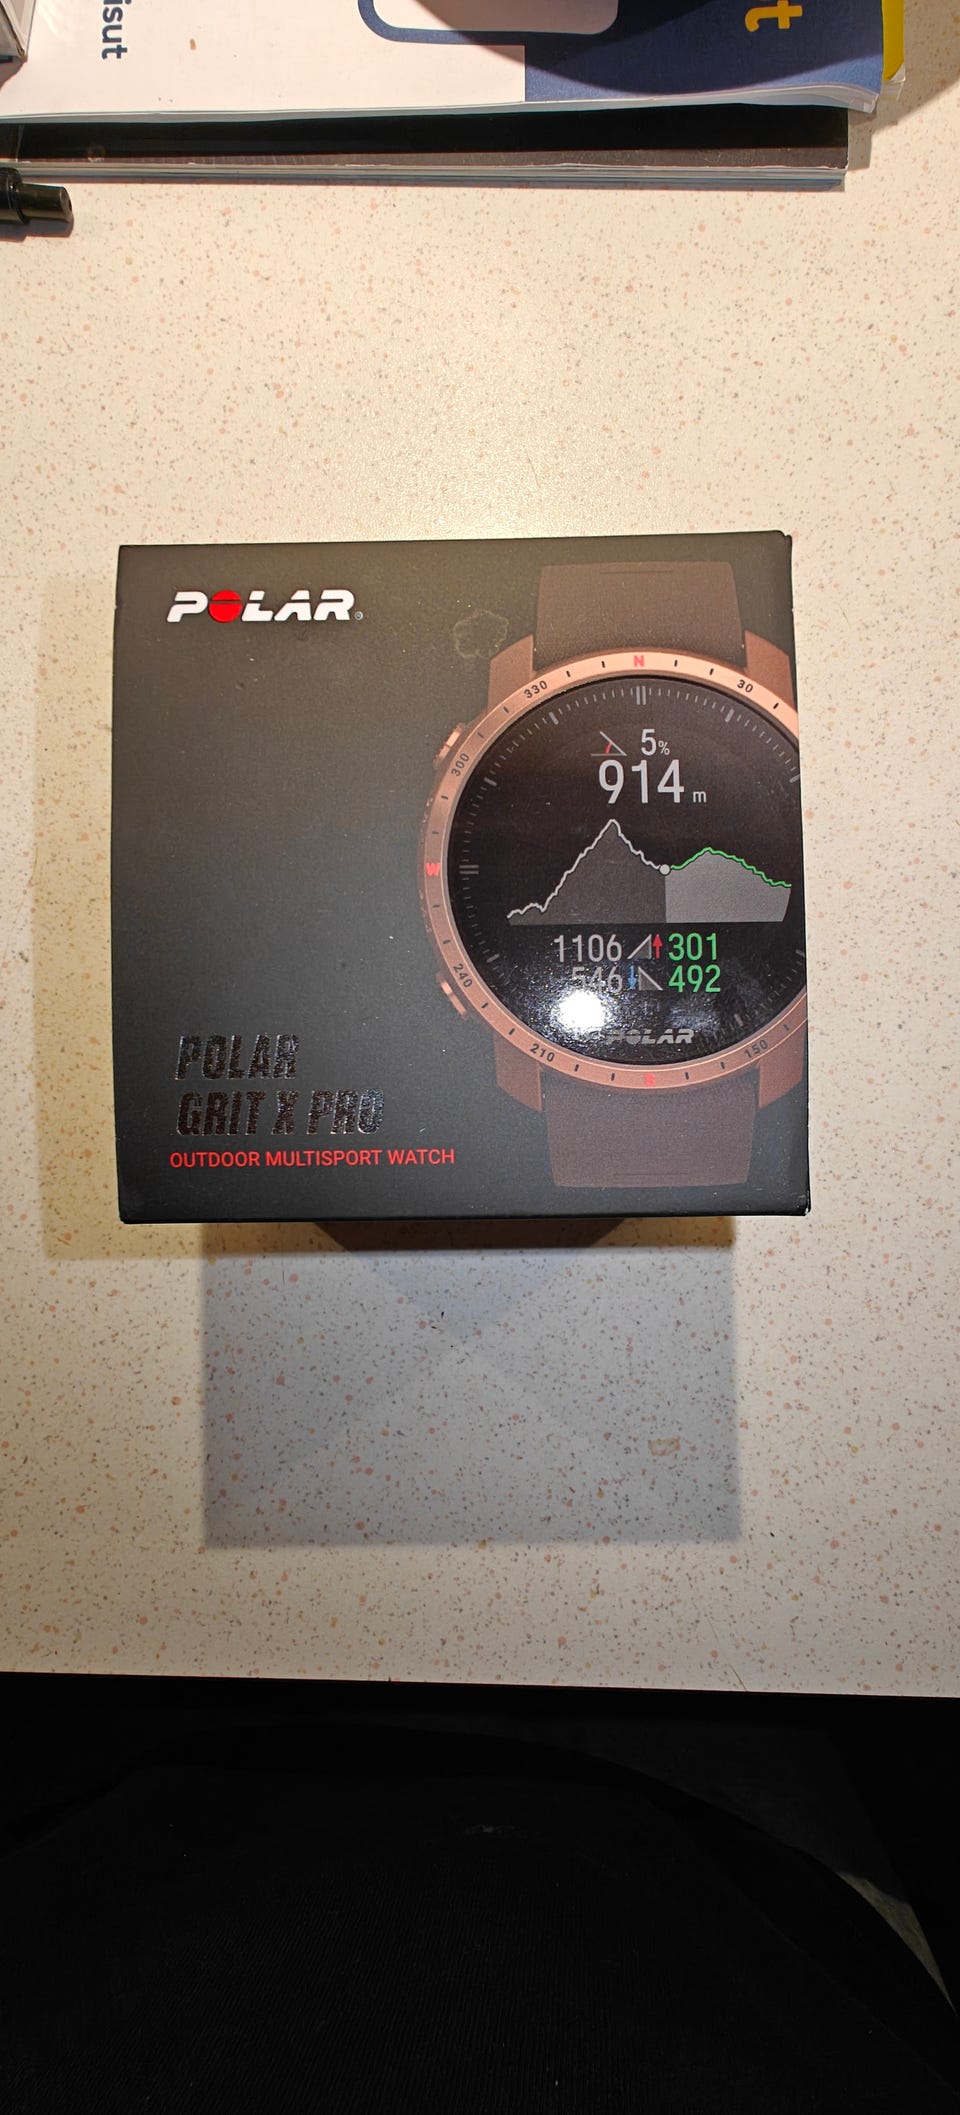 isut
t
POLAR®
N
330
30
300
5%
914 m
W
1106 301
546 492
240
POLAR
210
150
S
POLAR
GRIT X PRO
OUTDOOR MULTISPORT WATCH